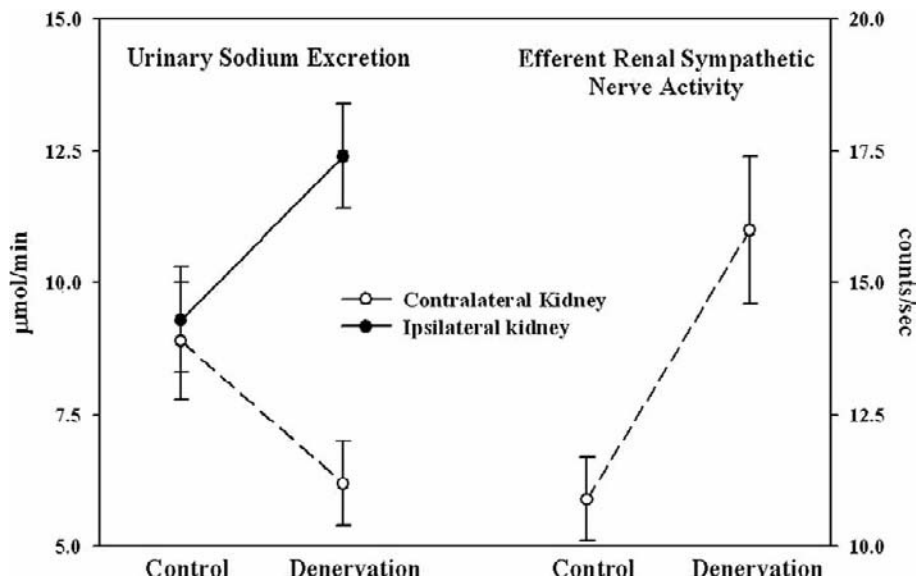 15.0
12.5
10.0
7.5
5.0
μmol/min
Urinary Sodium Excretion
Efferent Renal Sympathetic
Nerve Activity
Contralateral Kidney
Ipsilateral kidney
20.0
17.5
15.0
12.5
10.0
counts/sec
Control
Denervation
Control
Denervation